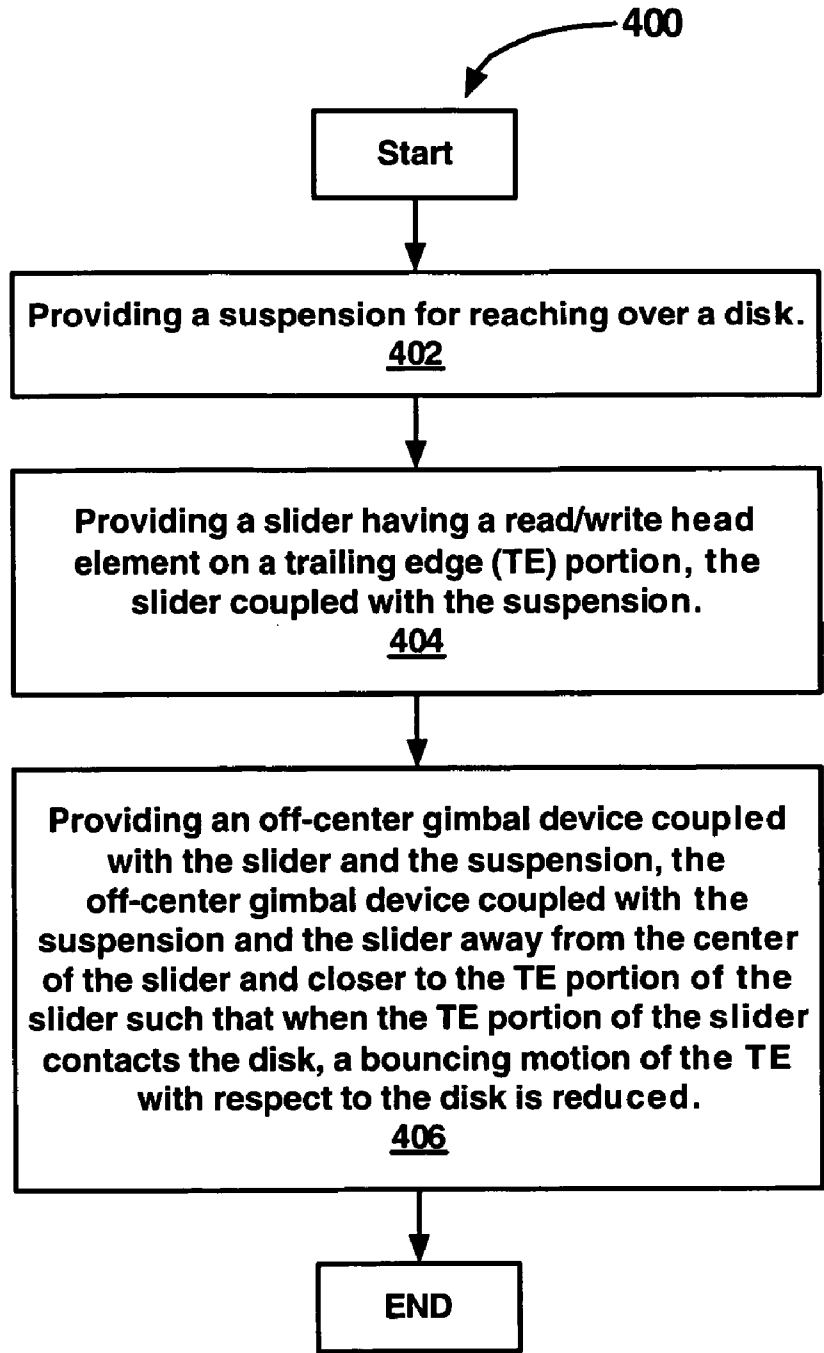 400
Start
Providing a suspension for reaching over a disk.
402
Providing a slider having a read/write head
element on a trailing edge (TE) portion, the
slider coupled with the suspension.
404
Providing an off-center gimbal device coupled
with the slider and the suspension, the
off-center gimbal device coupled with the
suspension and the slider away from the center
of the slider and closer to the TE portion of the
slider such that when the TE portion of the slider
contacts the disk, a bouncing motion of the TE
with respect to the disk is reduced.
406
END